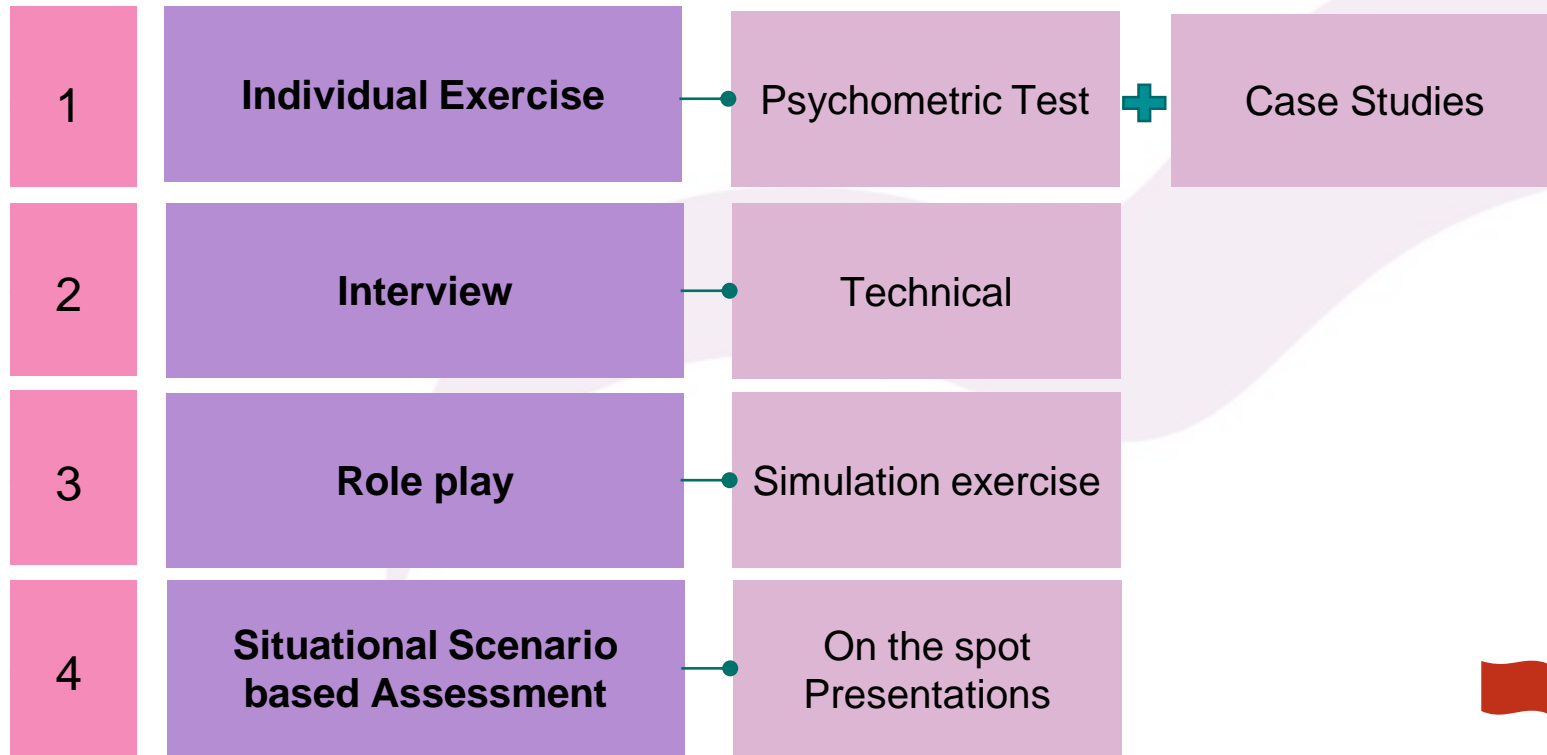 1
Individual Exercise
Psychometric Test
Case Studies
2
Interview
Technical
3
Role play
Simulation exercise
4
Situational Scenario
based Assessment
On the spot
Presentations